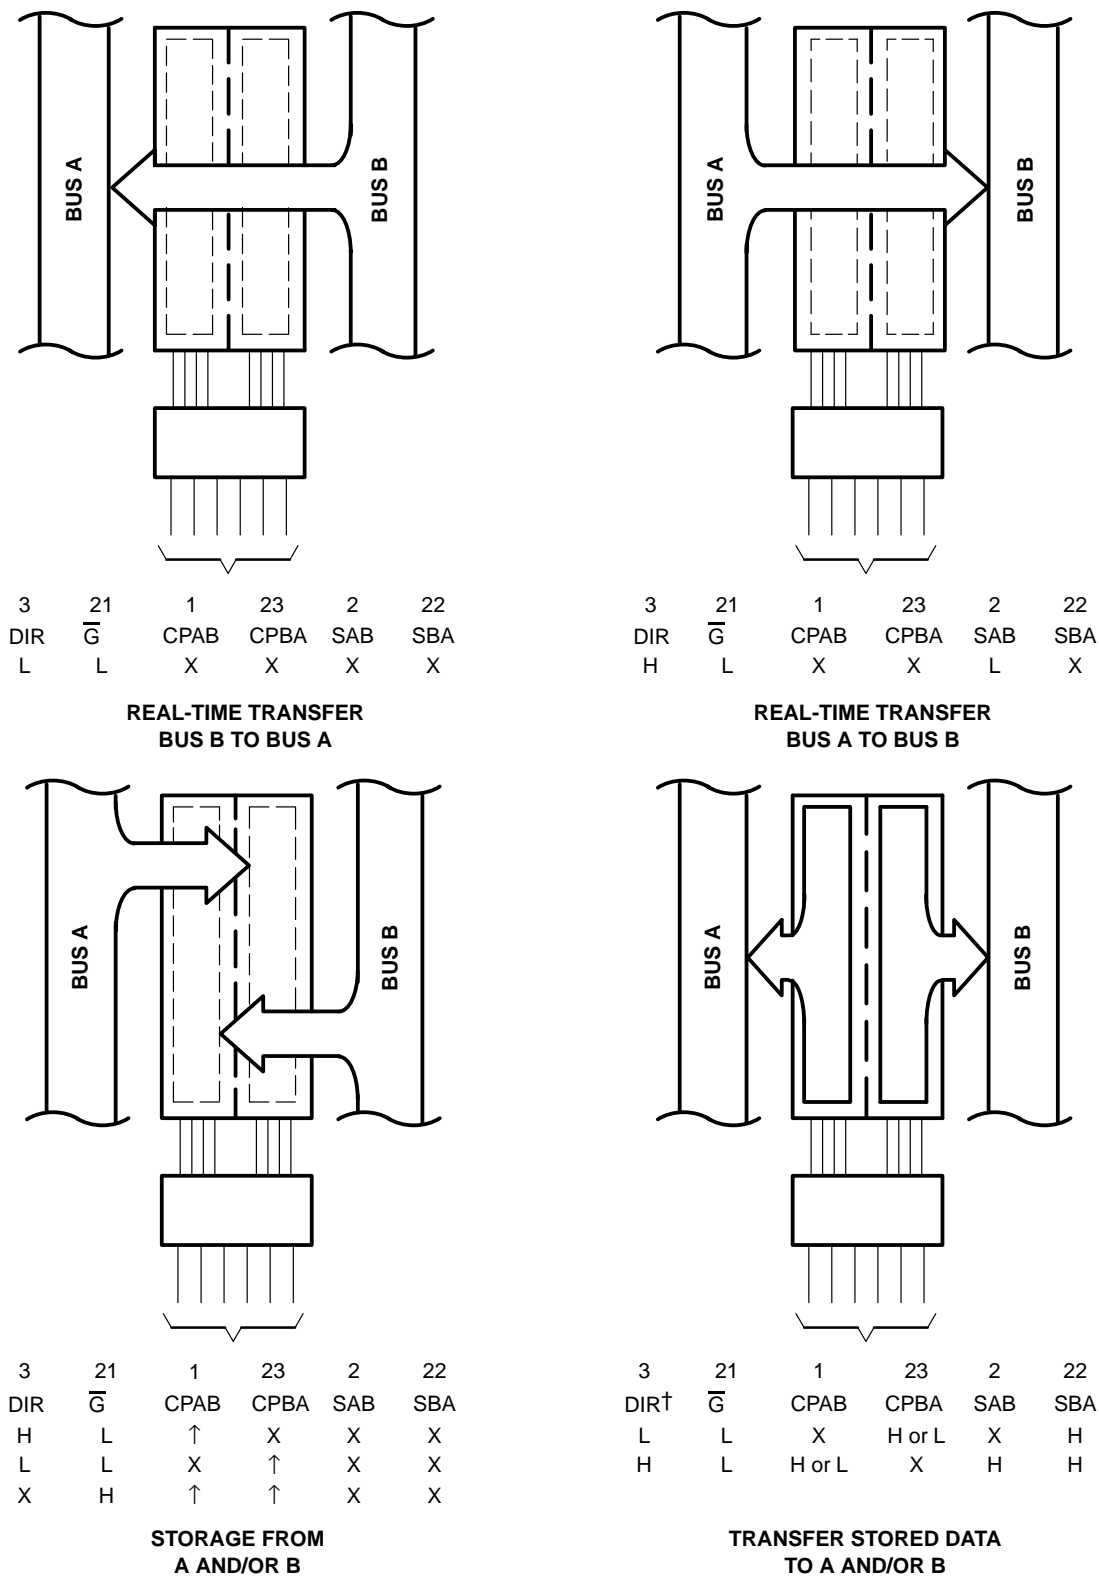 BUS A
BUS B
BUS A
BUS B
3 21 1 23 2 22
DIR G̅ CPAB CPBA SAB SBA
L L X X X X
REAL-TIME TRANSFER
BUS B TO BUS A
3 21 1 23 2 22
DIR G̅ CPAB CPBA SAB SBA
H L X X L X
REAL-TIME TRANSFER
BUS A TO BUS B
BUS A
BUS B
BUS A
BUS B
3 21 1 23 2 22
DIR G̅ CPAB CPBA SAB SBA
H L ↑ X X X
L L X ↑ X X
X H ↑ ↑ X X
STORAGE FROM
A AND/OR B
3 21 1 23 2 22
DIR† G̅ CPAB CPBA SAB SBA
L L X H or L X H
H L H or L X H H
TRANSFER STORED DATA
TO A AND/OR B